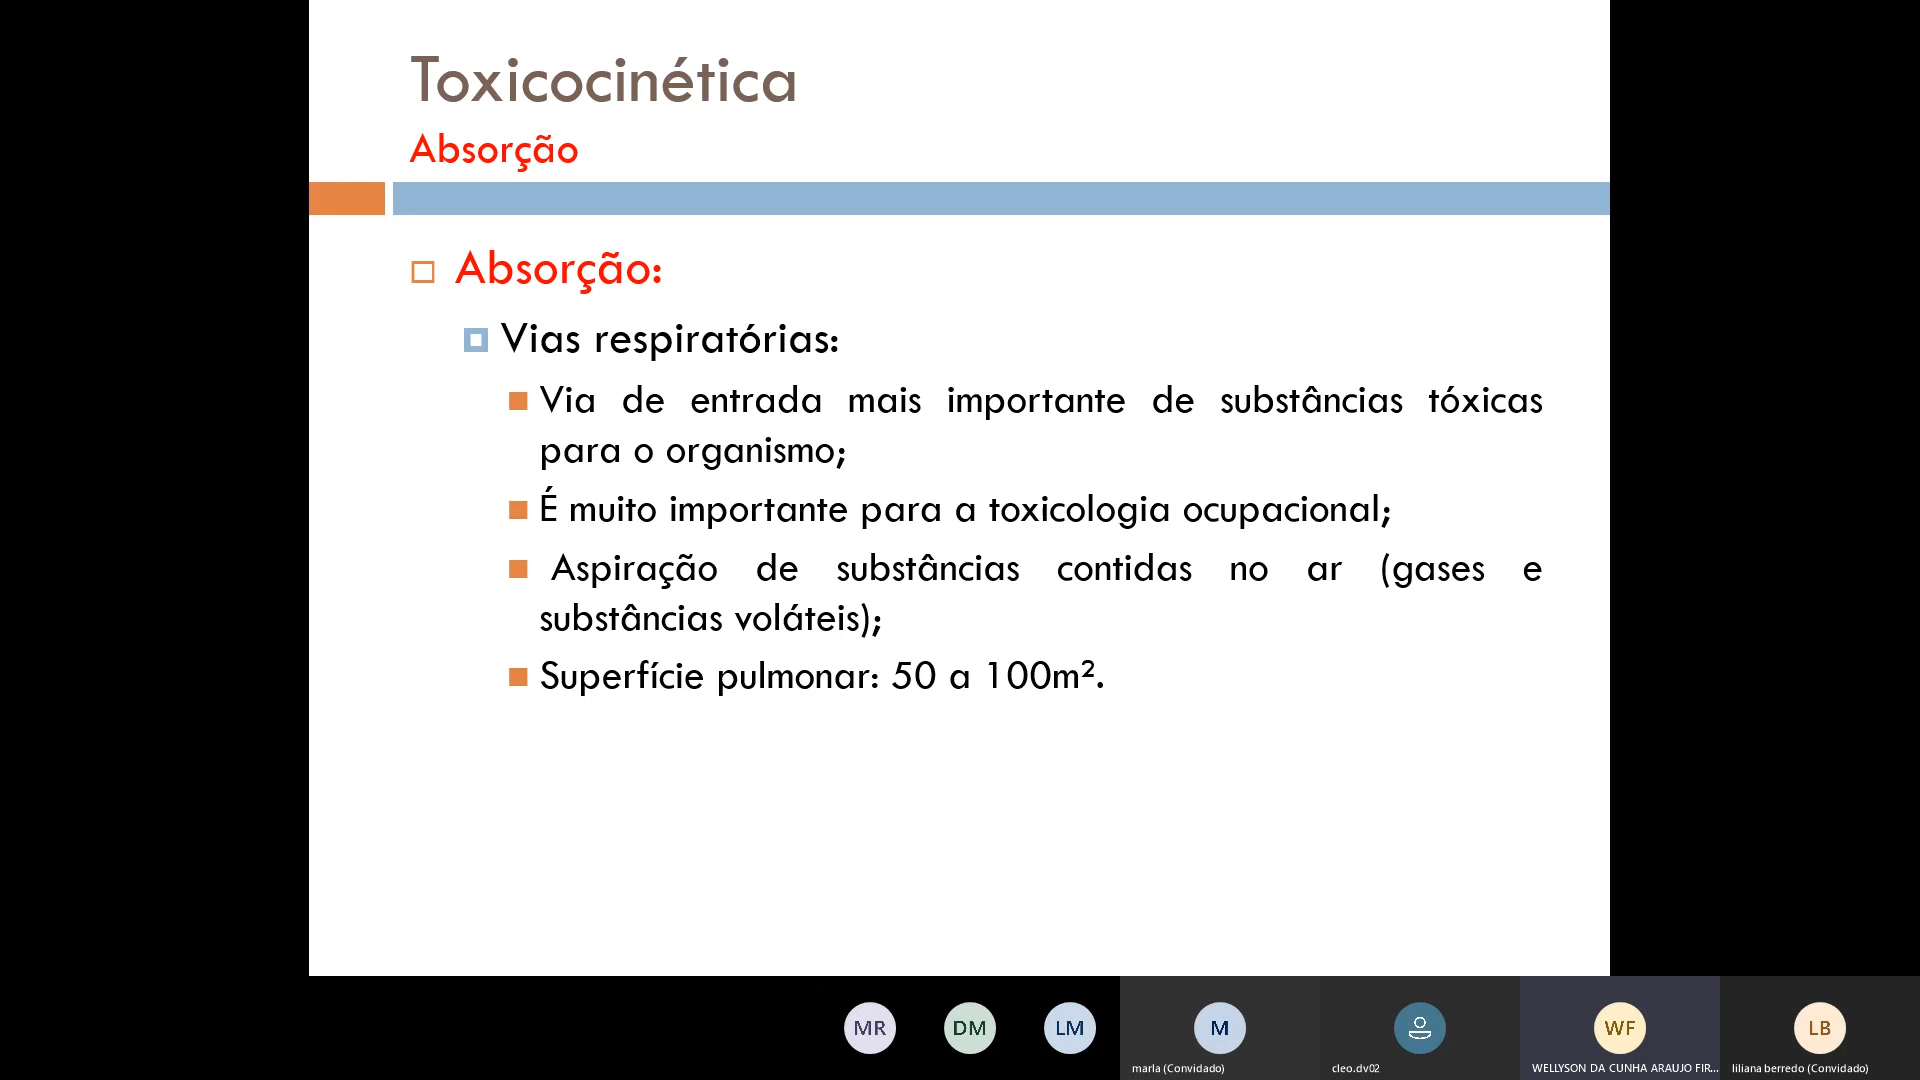 Toxicocinética
Absorção
Absorção:
Vias respiratórias:
Via de entrada mais importante de substâncias tóxicas
para o organismo;
É muito importante para a toxicologia ocupacional;
Aspiração de substâncias contidas no ar (gases e
substâncias voláteis);
Superfície pulmonar: 50 a 100m².
MR DM LM M WF LB
marla (Convidado) cleo.dv02 WELLYSON DA CUNHA ARAUJO FIR... liliana berredo (Convidado)